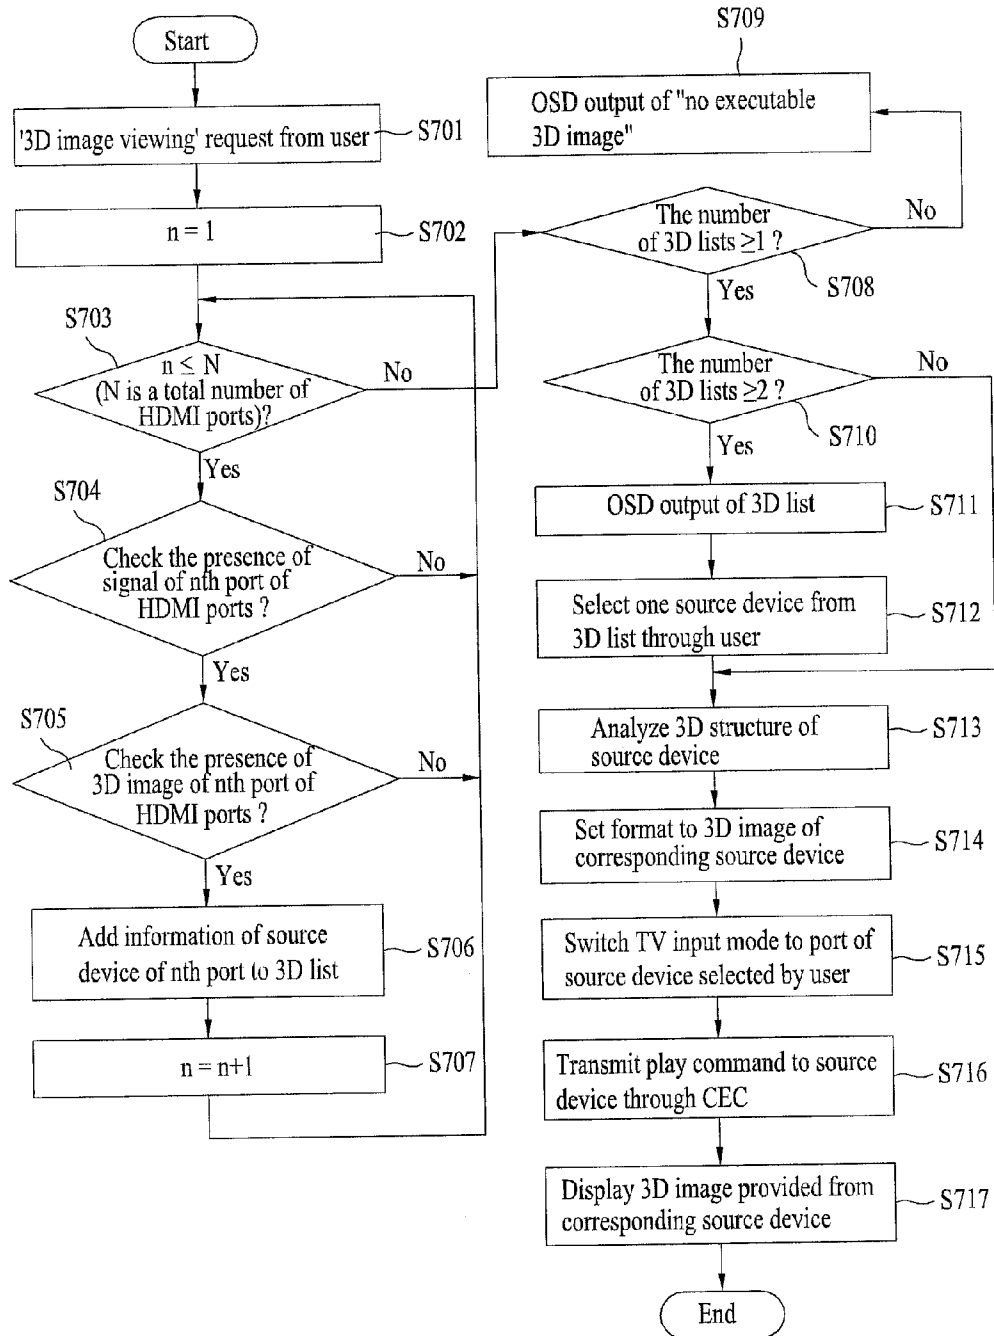 Start
'3D image viewing' request from user
S701
n = 1
S702
S703
n ≤ N
(N is a total number of
HDMI ports)?
No
Yes
S704
Check the presence of
signal of nth port of
HDMI ports ?
No
Yes
S705
Check the presence of
3D image of nth port of
HDMI ports ?
No
Yes
Add information of source
device of nth port to 3D list
S706
n = n+1
S707
S709
OSD output of "no executable
3D image"
The number
of 3D lists ≥1 ?
No
S708
Yes
The number
of 3D lists ≥2 ?
No
S710
Yes
OSD output of 3D list
S711
Select one source device from
3D list through user
S712
Analyze 3D structure of
source device
S713
Set format to 3D image of
corresponding source device
S714
Switch TV input mode to port of
source device selected by user
S715
Transmit play command to source
device through CEC
S716
Display 3D image provided from
corresponding source device
S717
End